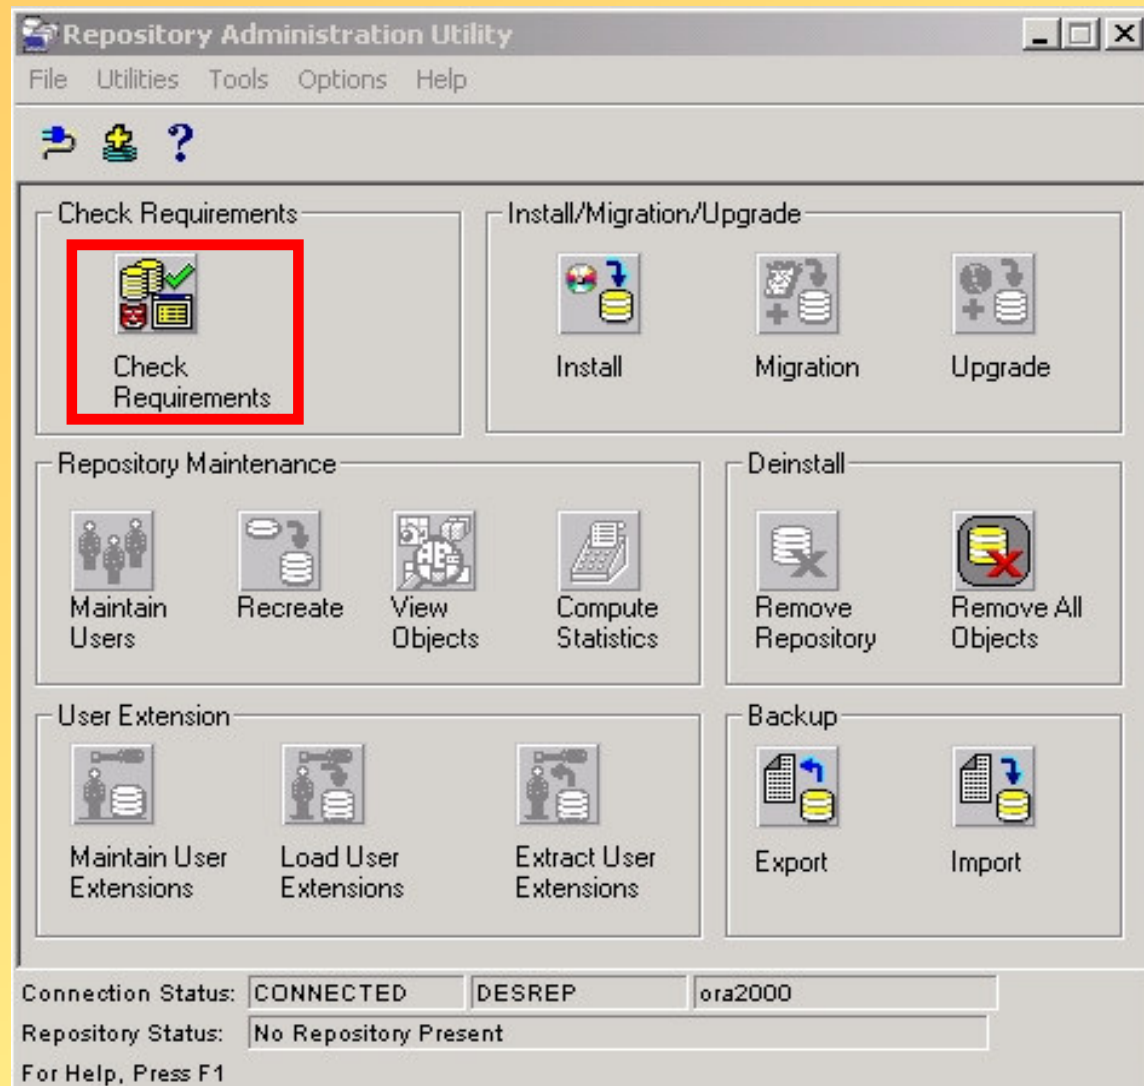 Repository Administration Utility
File Utilities Tools Options Help
Check Requirements
Check
Requirements
Install/Migration/Upgrade
Install
Migration
Upgrade
Repository Maintenance
Maintain
Users
Recreate
View
Objects
Compute
Statistics
Deinstall
Remove
Repository
Remove All
Objects
User Extension
Maintain User
Extensions
Load User
Extensions
Extract User
Extensions
Backup
Export
Import
Connection Status: CONNECTED DESREP ora2000
Repository Status: No Repository Present
For Help, Press F1